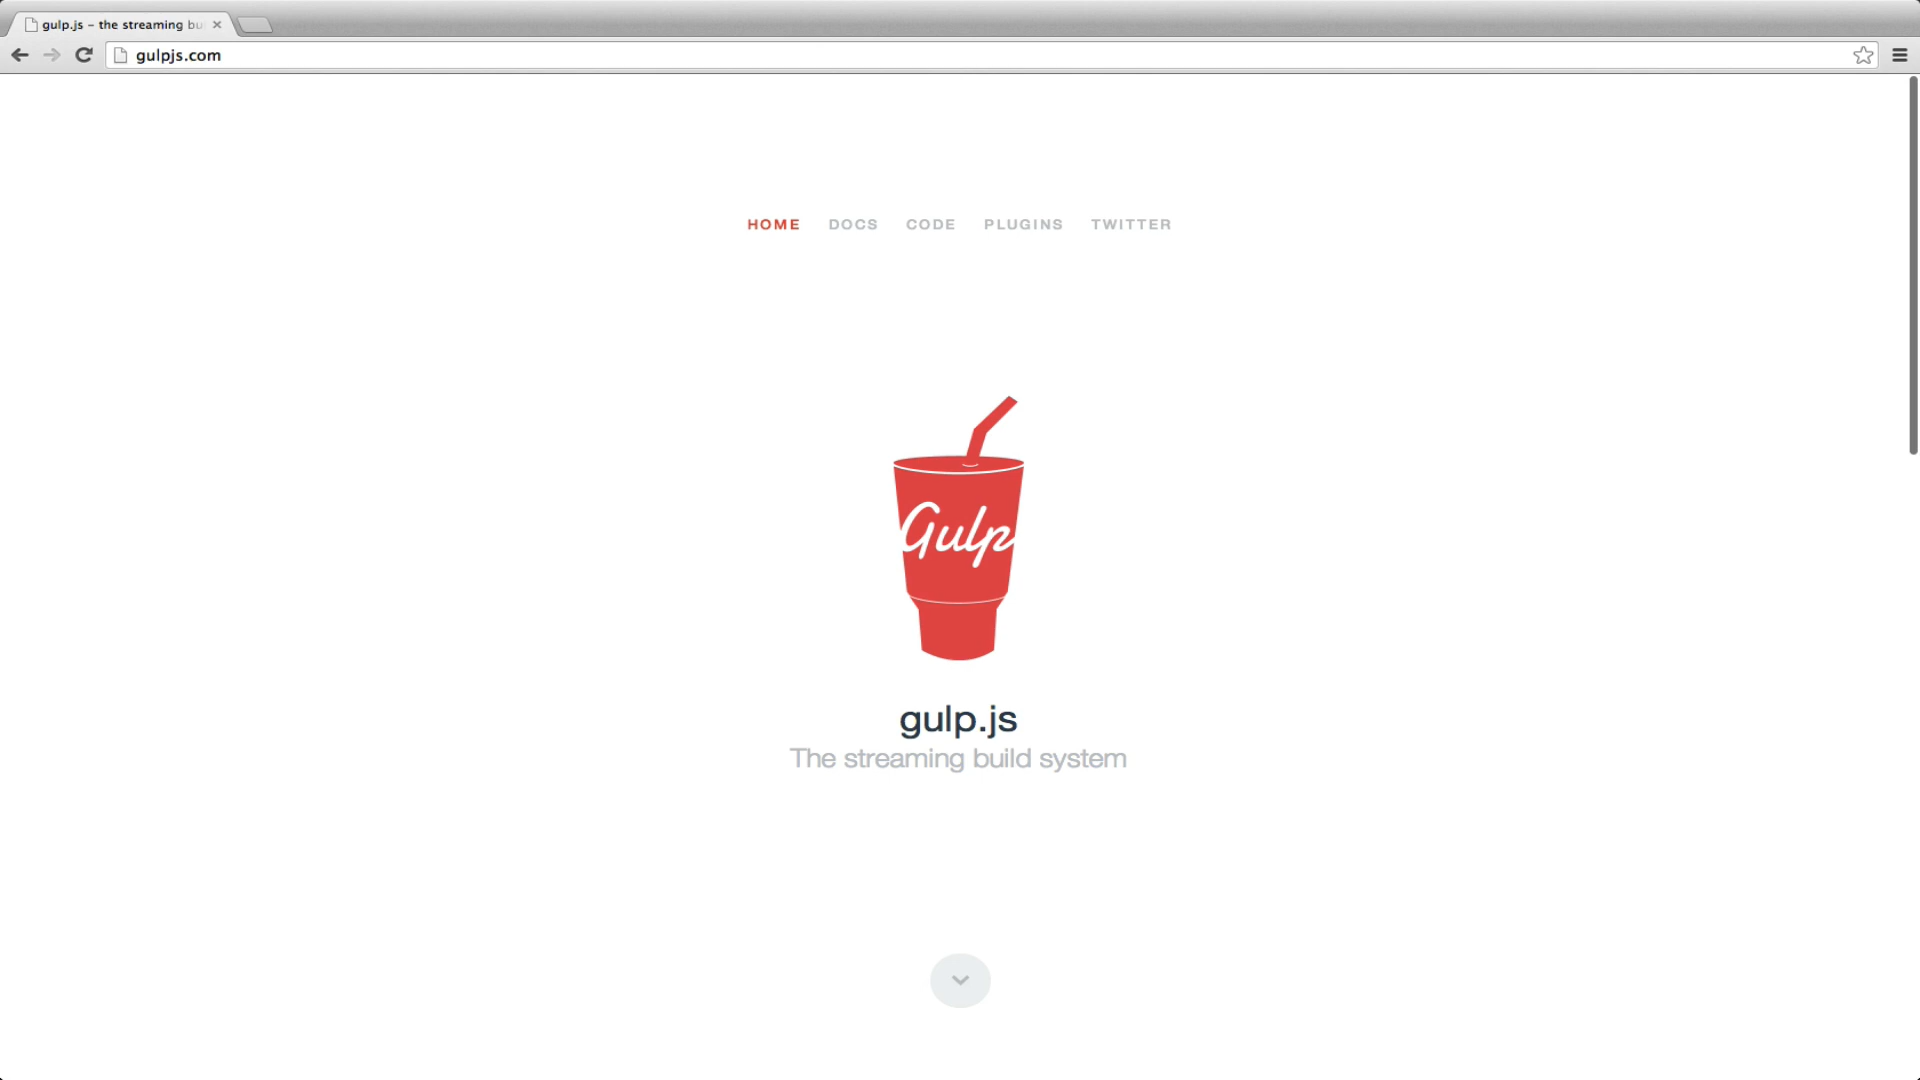 gulp.js – the streaming bu
gulpjs.com
HOME DOCS CODE PLUGINS TWITTER
Gulp
gulp.js
The streaming build system